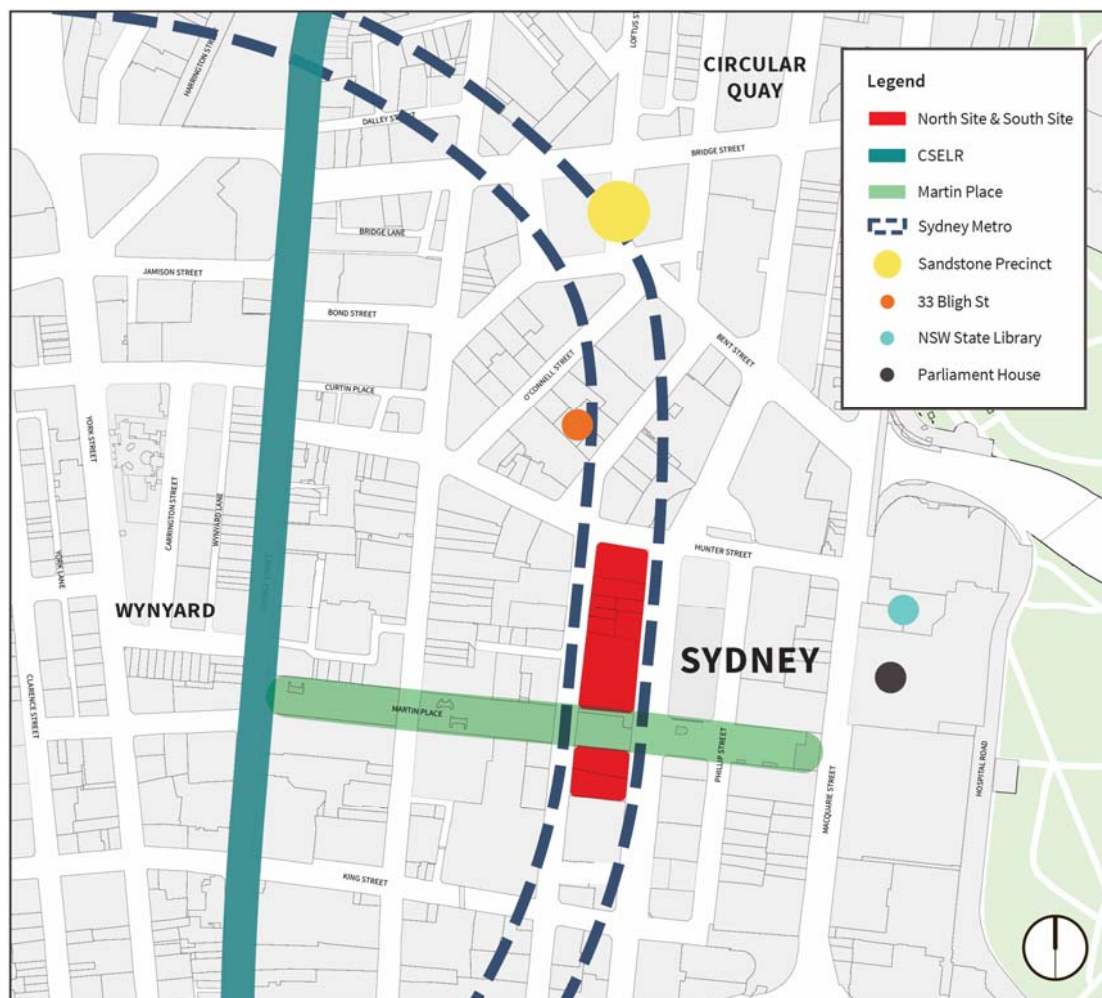 HARRINGTON STREET
LOFTUS ST
CIRCULAR
QUAY
DALLEY STREET
BRIDGE STREET
BRIDGE LANE
JAMISON STREET
BOND STREET
BENT STREET
O'CONNELL STREET
CURTIN PLACE
YORK STREET
CARRINGTON STREET
WYNYARD LANE
YORK LANE
HUNTER STREET
WYNYARD
SYDNEY
CLARENCE STREET
MARTIN PLACE
PHILLIP STREET
MACQUARIE STREET
HOSPITAL ROAD
KING STREET
Legend
North Site & South Site
CSELR
Martin Place
Sydney Metro
Sandstone Precinct
33 Bligh St
NSW State Library
Parliament House